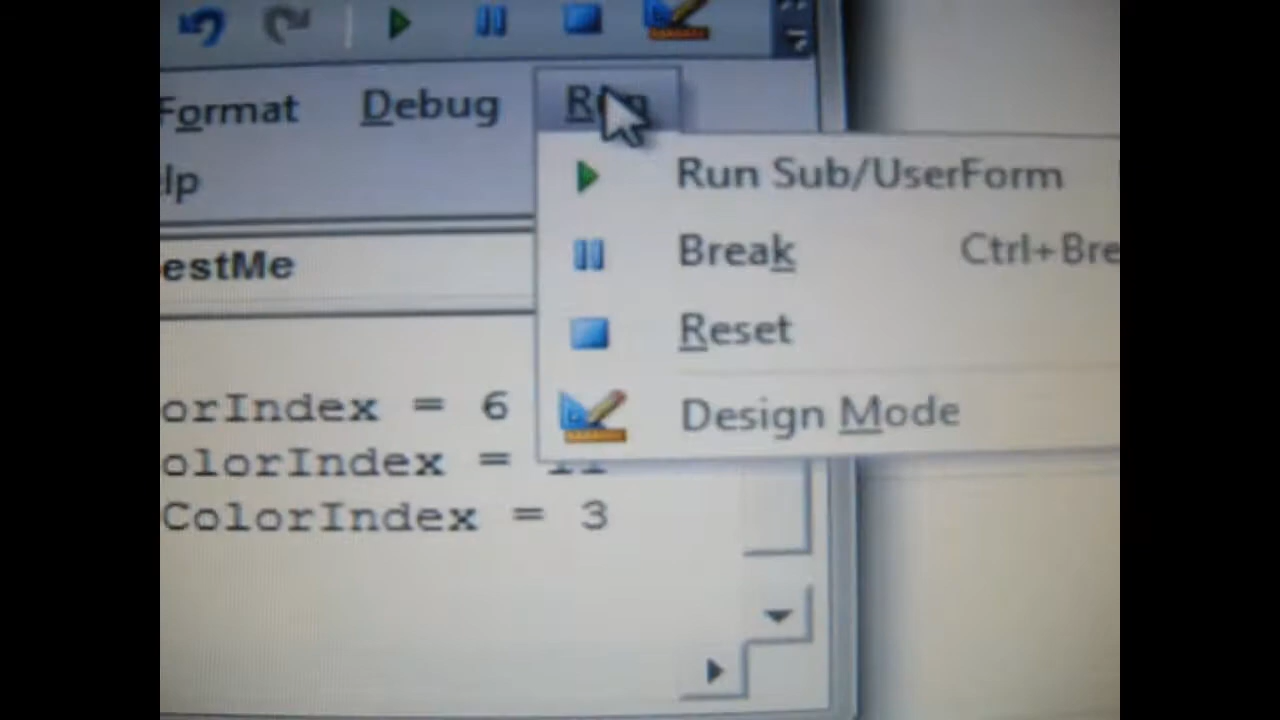 Format Debug Run
lp
estMe
Run Sub/UserForm
Break Ctrl+Bre
Reset
Design Mode
orIndex = 6
olorIndex =
ColorIndex = 3